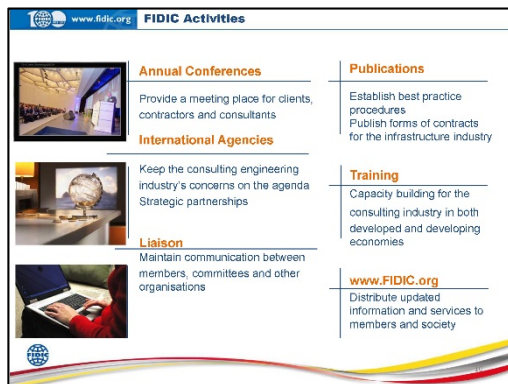 www.fidic.org FIDIC Activities
Annual Conferences
Provide a meeting place for clients,
contractors and consultants
International Agencies
Keep the consulting engineering
industry's concerns on the agenda
Strategic partnerships
Liaison
Maintain communication between
members, committees and other
organisations
Publications
Establish best practice
procedures
Publish forms of contracts
for the infrastructure industry
Training
Capacity building for the
consulting industry in both
developed and developing
economies
www.FIDIC.org
Distribute updated
information and services to
members and society
FIDIC